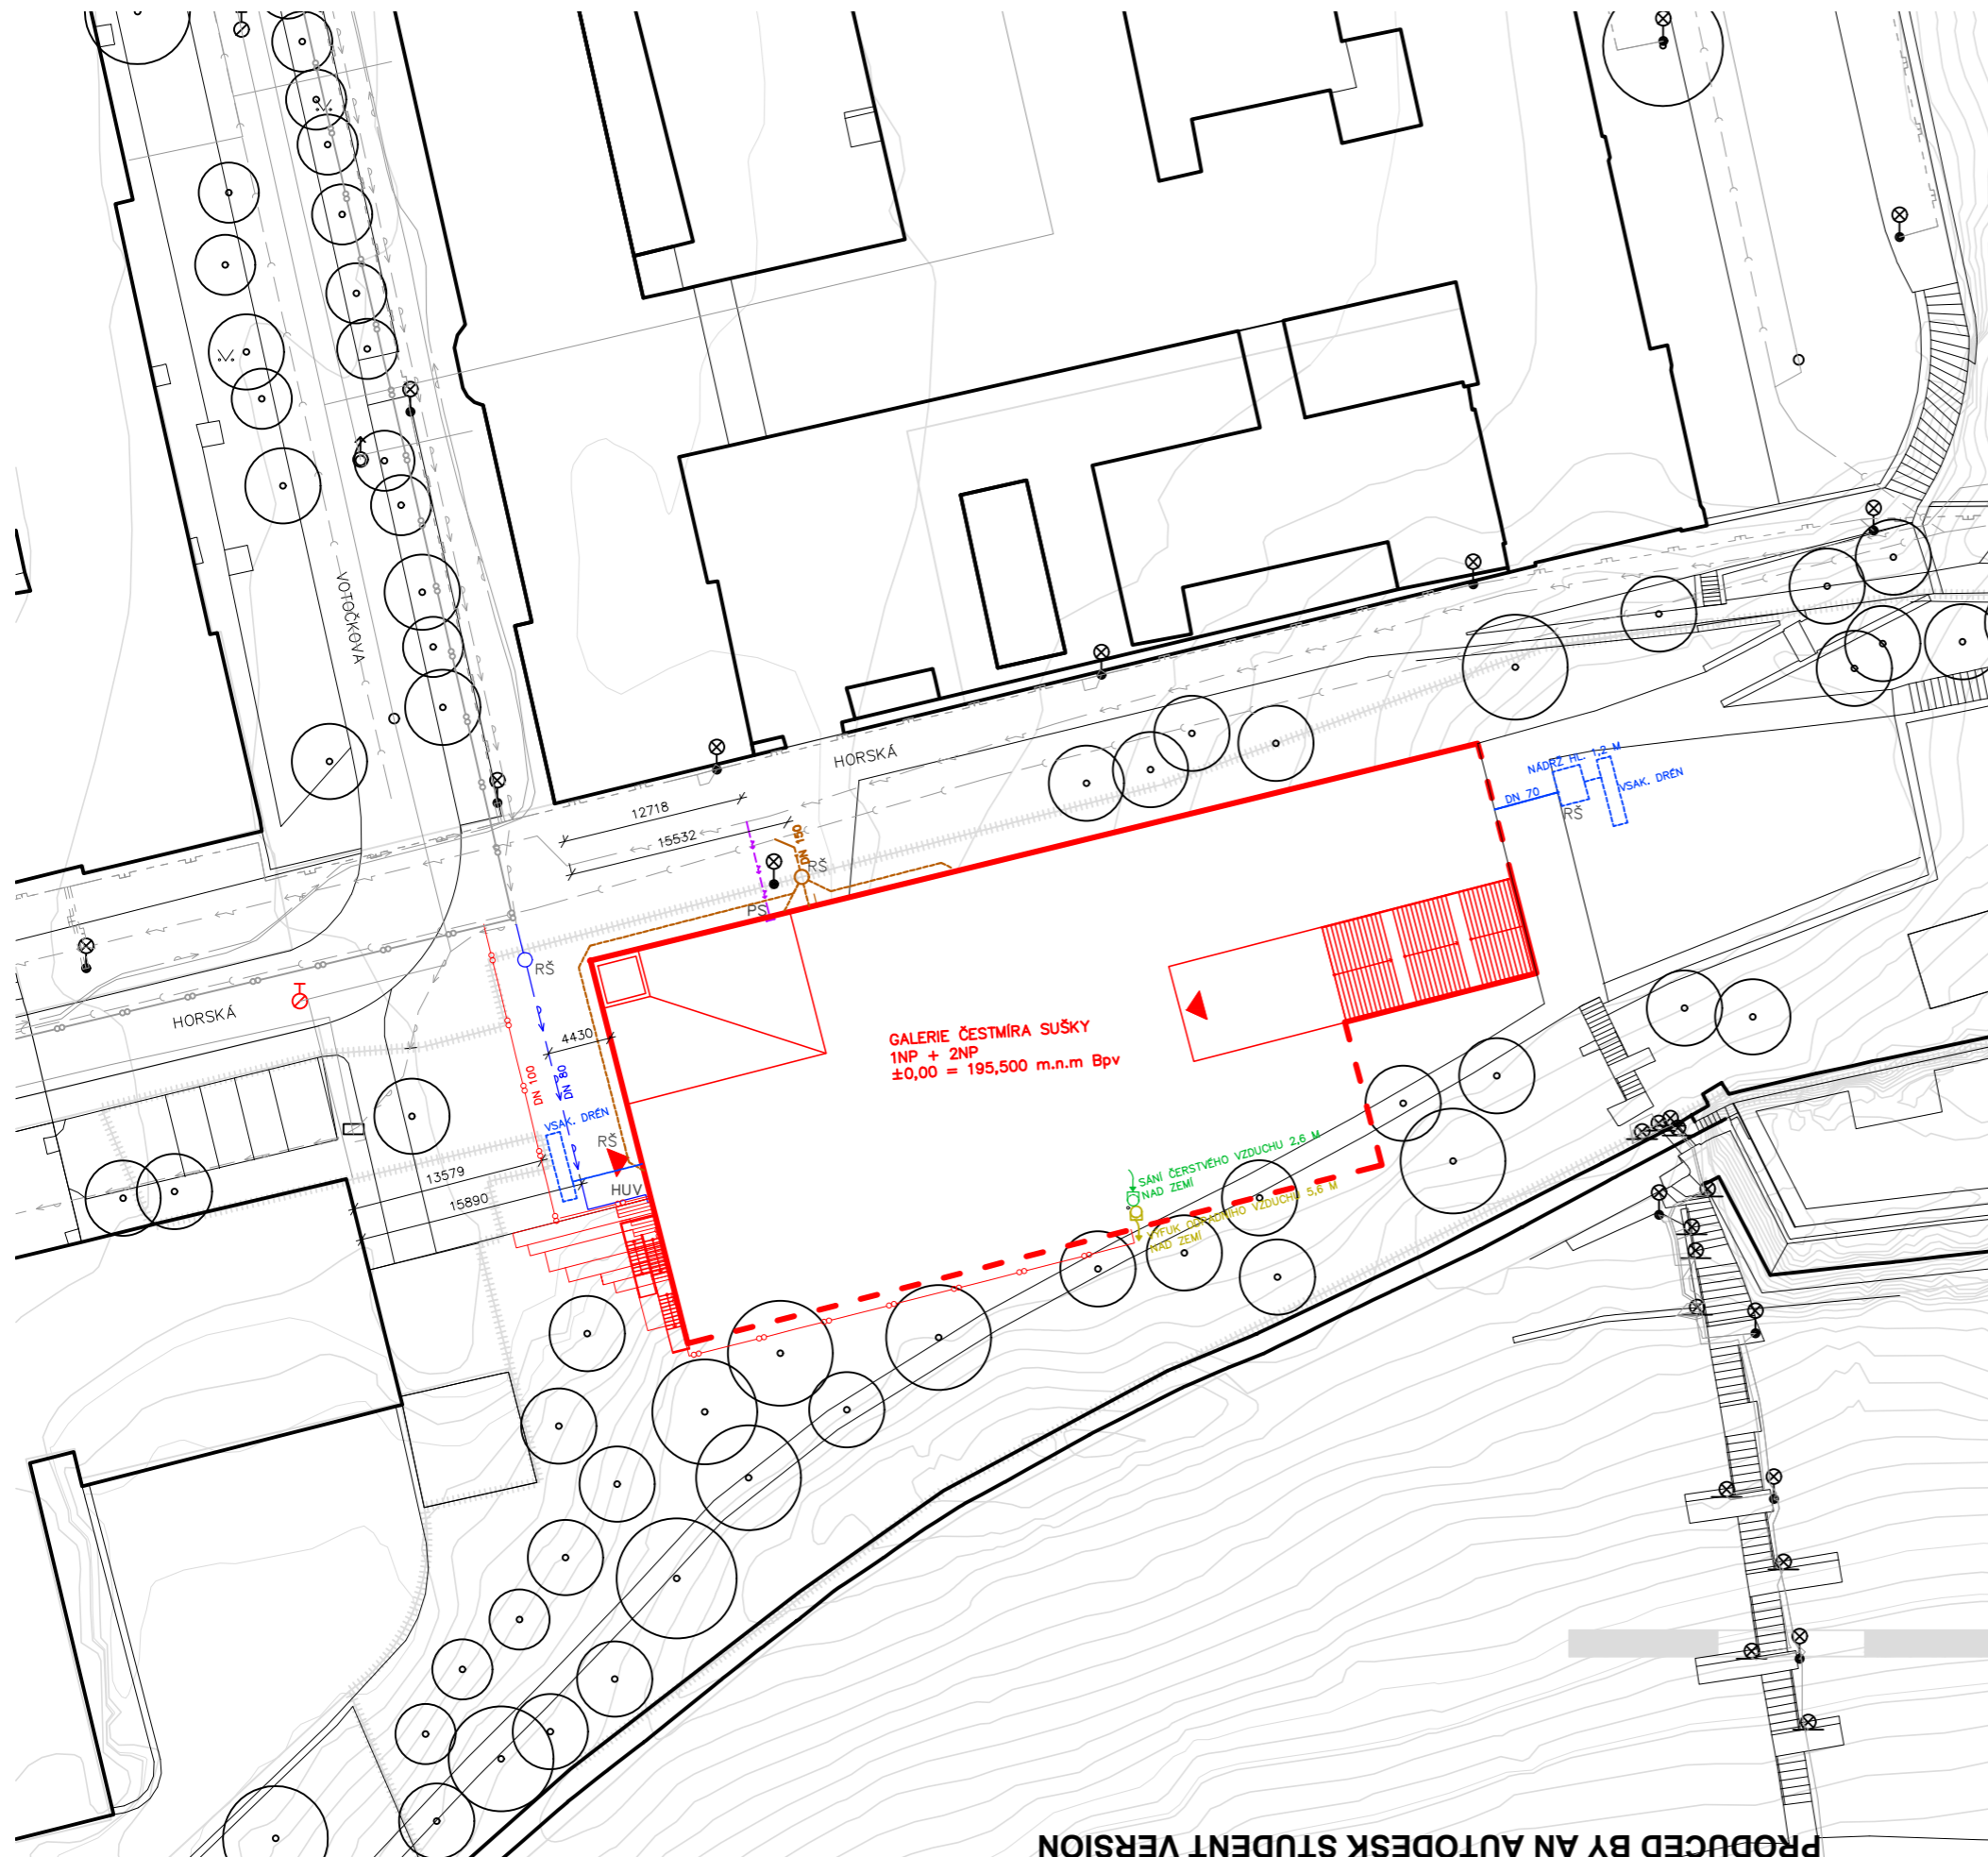 VOTOČKOVA
HORSKÁ
NÁDRŽ HL. 1,2 M
VSAK. DRÉN
DN 70
RŠ
12718
15532
DN 150
RŠ
PS
RŠ
HORSKÁ
4430
GALERIE ČESTMÍRA SUŠKY
1NP + 2NP
±0,00 = 195,500 m.n.m Bpv
DN 100
DN 80
VSAK. DRÉN
RŠ
13579
15890
HUV
SÁNÍ ČERSTVÉHO VZDUCHU 2,6 M
NAD ZEMÍ
VÝFUK ODPADNÍHO VZDUCHU 5,6 M
NAD ZEMÍ
PRODUCED BY AN AUTODESK STUDENT VERSION